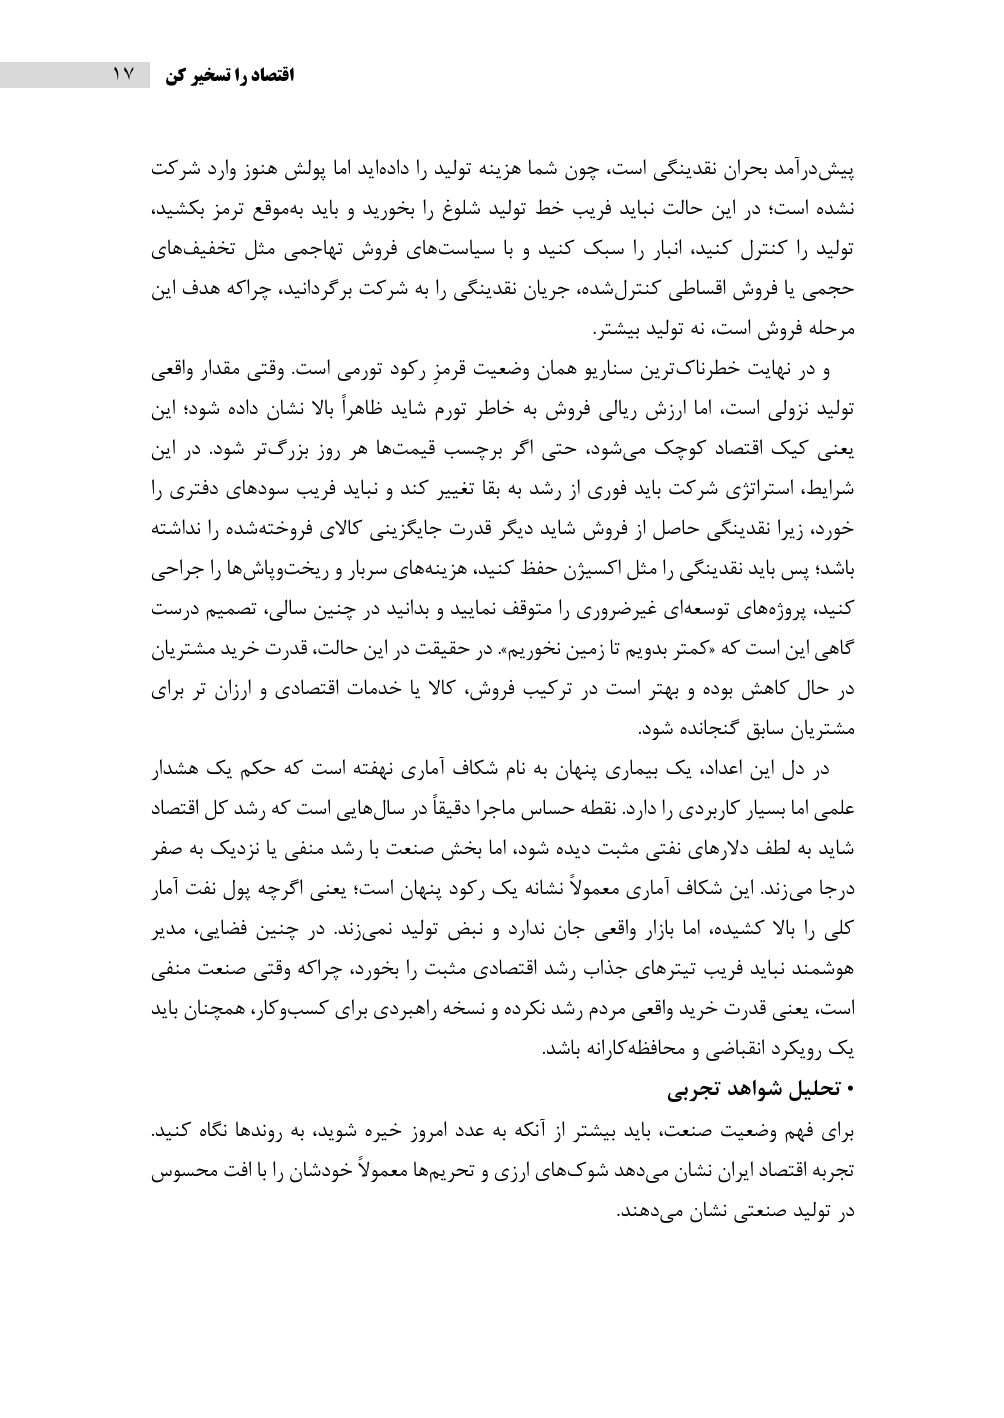 اقتصاد را تسخیر کن ۱۷
پیش‌درآمد بحران نقدینگی است، چون شما هزینه تولید را داده‌اید اما پولش هنوز وارد شرکت
نشده است؛ در این حالت نباید فریب خط تولید شلوغ را بخورید و باید به‌موقع ترمز بکشید،
تولید را کنترل کنید، انبار را سبک کنید و با سیاست‌های فروش تهاجمی مثل تخفیف‌های
حجمی یا فروش اقساطی کنترل‌شده، جریان نقدینگی را به شرکت برگردانید، چراکه هدف این
مرحله فروش است، نه تولید بیشتر.
و در نهایت خطرناک‌ترین سناریو همان وضعیت قرمزِ رکود تورمی است. وقتی مقدار واقعی
تولید نزولی است، اما ارزش ریالی فروش به خاطر تورم شاید ظاهراً بالا نشان داده شود؛ این
یعنی کیک اقتصاد کوچک می‌شود، حتی اگر برچسب قیمت‌ها هر روز بزرگ‌تر شود. در این
شرایط، استراتژی شرکت باید فوری از رشد به بقا تغییر کند و نباید فریب سودهای دفتری را
خورد، زیرا نقدینگی حاصل از فروش شاید دیگر قدرت جایگزینی کالای فروخته‌شده را نداشته
باشد؛ پس باید نقدینگی را مثل اکسیژن حفظ کنید، هزینه‌های سربار و ریخت‌وپاش‌ها را جراحی
کنید، پروژه‌های توسعه‌ای غیرضروری را متوقف نمایید و بدانید در چنین سالی، تصمیم درست
گاهی این است که «کمتر بدویم تا زمین نخوریم». در حقیقت در این حالت، قدرت خرید مشتریان
در حال کاهش بوده و بهتر است در ترکیب فروش، کالا یا خدمات اقتصادی و ارزان تر برای
مشتریان سابق گنجانده شود.
در دل این اعداد، یک بیماری پنهان به نام شکاف آماری نهفته است که حکم یک هشدار
علمی اما بسیار کاربردی را دارد. نقطه حساس ماجرا دقیقاً در سال‌هایی است که رشد کل اقتصاد
شاید به لطف دلارهای نفتی مثبت دیده شود، اما بخش صنعت با رشد منفی یا نزدیک به صفر
درجا می‌زند. این شکاف آماری معمولاً نشانه یک رکود پنهان است؛ یعنی اگرچه پول نفت آمار
کلی را بالا کشیده، اما بازار واقعی جان ندارد و نبض تولید نمی‌زند. در چنین فضایی، مدیر
هوشمند نباید فریب تیترهای جذاب رشد اقتصادی مثبت را بخورد، چراکه وقتی صنعت منفی
است، یعنی قدرت خرید واقعی مردم رشد نکرده و نسخه راهبردی برای کسب‌وکار، همچنان باید
یک رویکرد انقباضی و محافظه‌کارانه باشد.
• تحلیل شواهد تجربی
برای فهم وضعیت صنعت، باید بیشتر از آنکه به عدد امروز خیره شوید، به روندها نگاه کنید.
تجربه اقتصاد ایران نشان می‌دهد شوک‌های ارزی و تحریم‌ها معمولاً خودشان را با افت محسوس
در تولید صنعتی نشان می‌دهند.